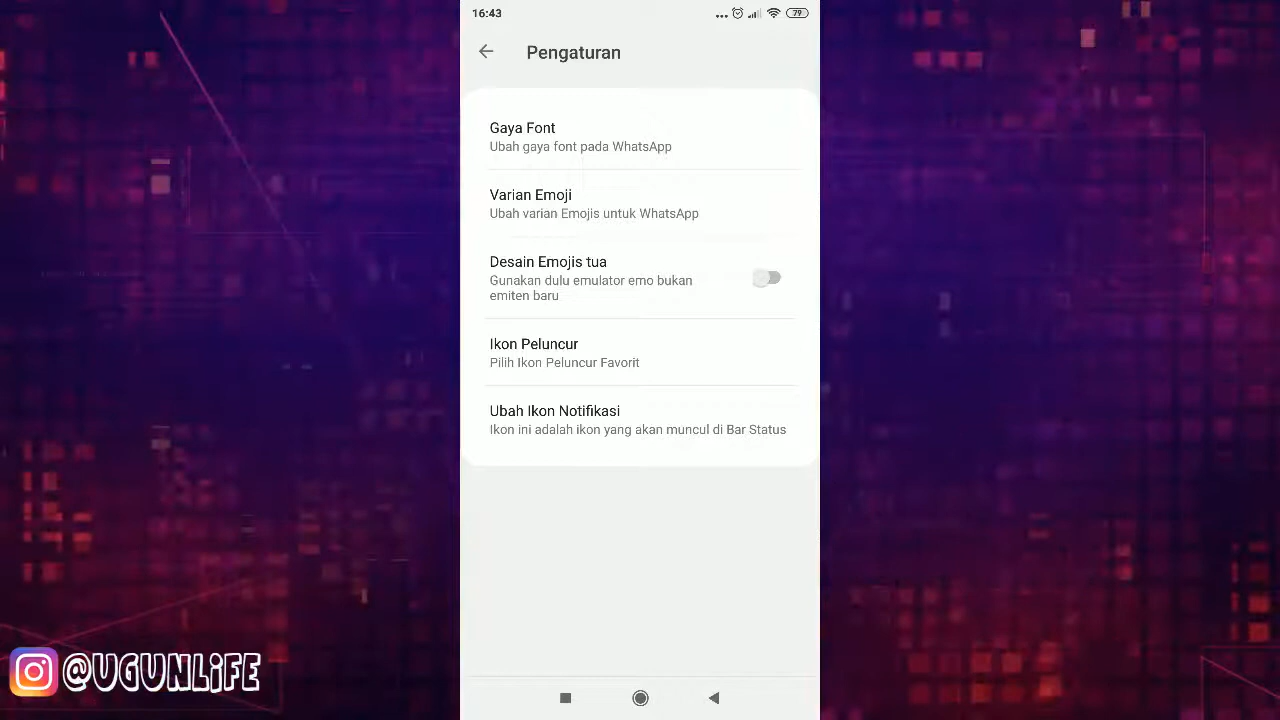 16:43
79
Pengaturan
Gaya Font
Ubah gaya font pada WhatsApp
Varian Emoji
Ubah varian Emojis untuk WhatsApp
Desain Emojis tua
Gunakan dulu emulator emo bukan
emiten baru
Ikon Peluncur
Pilih Ikon Peluncur Favorit
Ubah Ikon Notifikasi
Ikon ini adalah ikon yang akan muncul di Bar Status
@UGUNLiFE